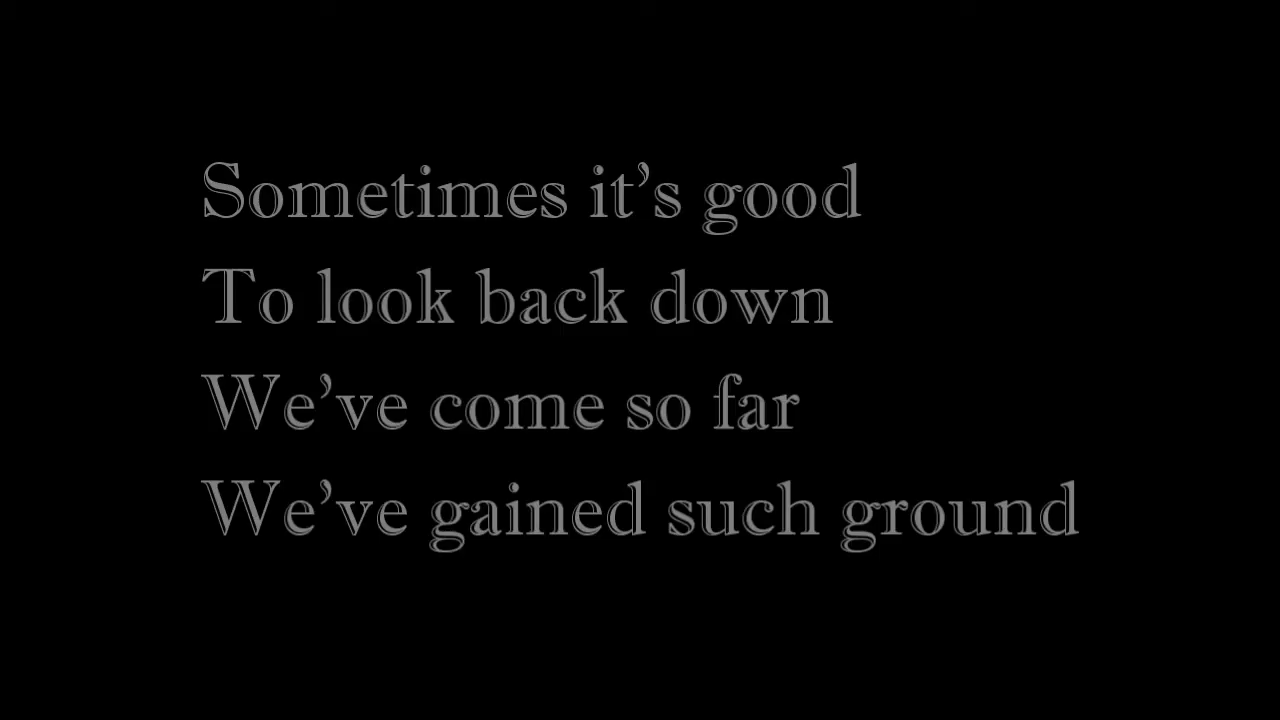 Sometimes it’s good
To look back down
We’ve come so far
We’ve gained such ground